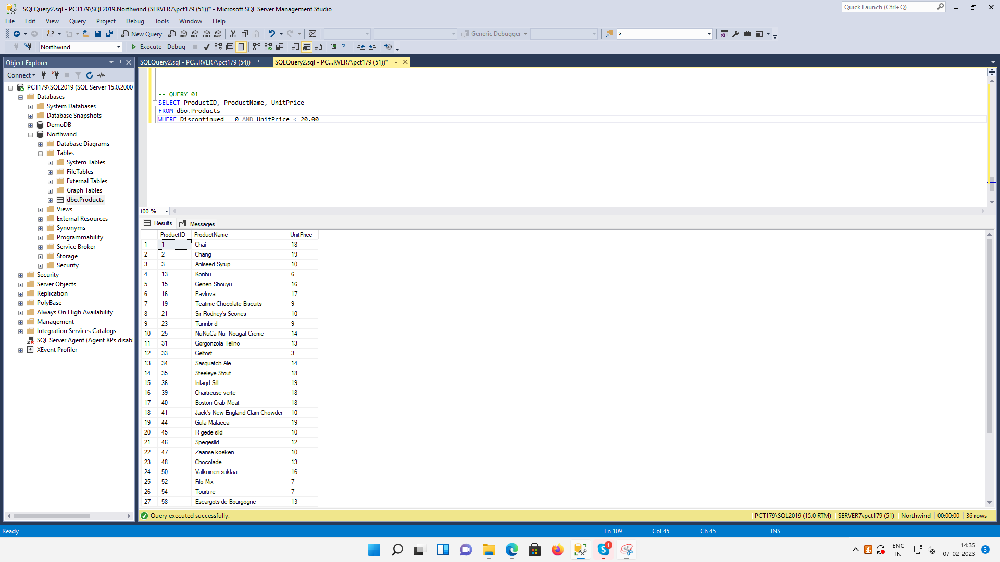 SQLQuery2.sql - PCT179\SQL2019.Northwind (SERVER7\pct179 (51))* - Microsoft SQL Server Management Studio
Quick Launch (Ctrl+Q)
File Edit View Query Project Debug Tools Window Help
New Query MDX DMX XMLA DAX Generic Debugger >--
Northwind Execute Debug
Object Explorer
Connect
PCT179\SQL2019 (SQL Server 15.0.2000
Databases
System Databases
Database Snapshots
DemoDB
Northwind
Database Diagrams
Tables
System Tables
FileTables
External Tables
Graph Tables
dbo.Products
Views
External Resources
Synonyms
Programmability
Service Broker
Storage
Security
Security
Server Objects
Replication
PolyBase
Always On High Availability
Management
Integration Services Catalogs
SQL Server Agent (Agent XPs disabl
XEvent Profiler
SQLQuery2.sql - PC...RVER7\pct179 (54)) SQLQuery2.sql - PC...RVER7\pct179 (51))*
-- QUERY 01
SELECT ProductID, ProductName, UnitPrice
FROM dbo.Products
WHERE Discontinued = 0 AND UnitPrice < 20.00
100 %
Results Messages
ProductID ProductName UnitPrice
1 1 Chai 18
2 2 Chang 19
3 3 Aniseed Syrup 10
4 13 Konbu 6
5 15 Genen Shouyu 16
6 16 Pavlova 17
7 19 Teatime Chocolate Biscuits 9
8 21 Sir Rodney's Scones 10
9 23 Tunnbr d 9
10 25 NuNuCa Nu -Nougat-Creme 14
11 31 Gorgonzola Telino 13
12 33 Geitost 3
13 34 Sasquatch Ale 14
14 35 Steeleye Stout 18
15 36 Inlagd Sill 19
16 39 Chartreuse verte 18
17 40 Boston Crab Meat 18
18 41 Jack's New England Clam Chowder 10
19 44 Gula Malacca 19
20 45 R gede sild 10
21 46 Spegesild 12
22 47 Zaanse koeken 10
23 48 Chocolade 13
24 50 Valkoinen suklaa 16
25 52 Filo Mix 7
26 54 Tourti re 7
27 58 Escargots de Bourgogne 13
Query executed successfully. PCT179\SQL2019 (15.0 RTM) SERVER7\pct179 (51) Northwind 00:00:00 36 rows
Ready Ln 109 Col 45 Ch 45 INS
1
ENG
IN
14:35
07-02-2023
3